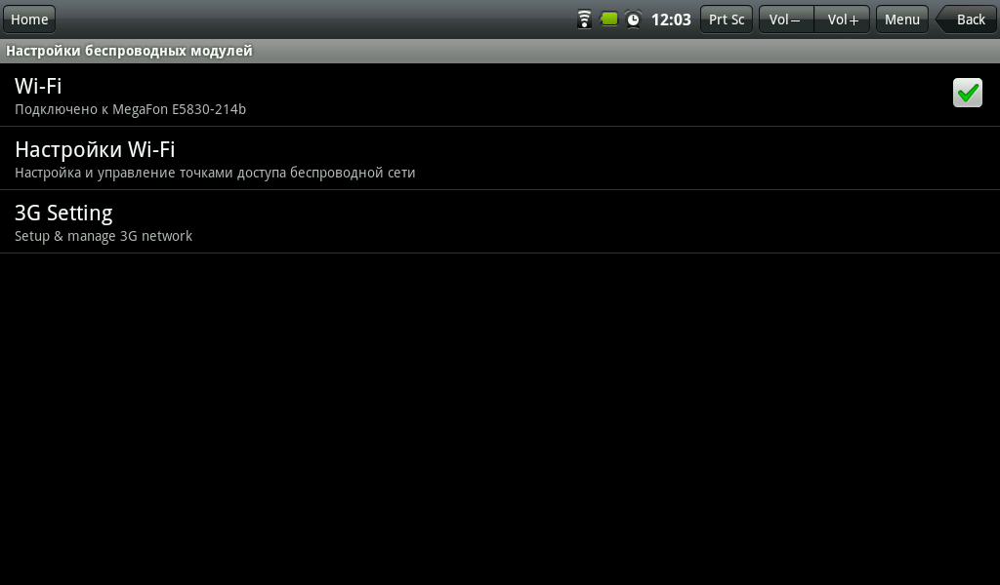 Home 12:03 Prt Sc Vol− Vol+ Menu Back
Настройки беспроводных модулей
Wi-Fi
Подключено к MegaFon E5830-214b
Настройки Wi-Fi
Настройка и управление точками доступа беспроводной сети
3G Setting
Setup & manage 3G network